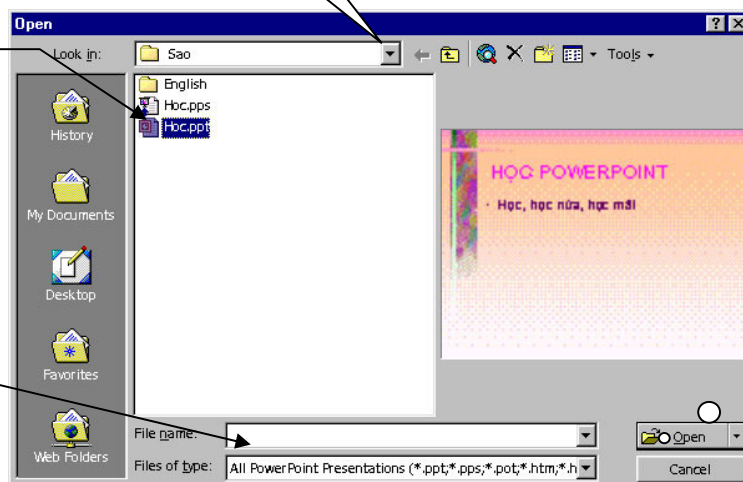 Open
Look in:
Sao
Tools
English
Hoc.pps
Hoc.ppt
History
My Documents
Desktop
Favorites
Web Folders
HỌC POWERPOINT
· Học, học nữa, học mãi
File name:
Open
Files of type:
All PowerPoint Presentations (*.ppt;*.pps;*.pot;*.htm;*.h
Cancel